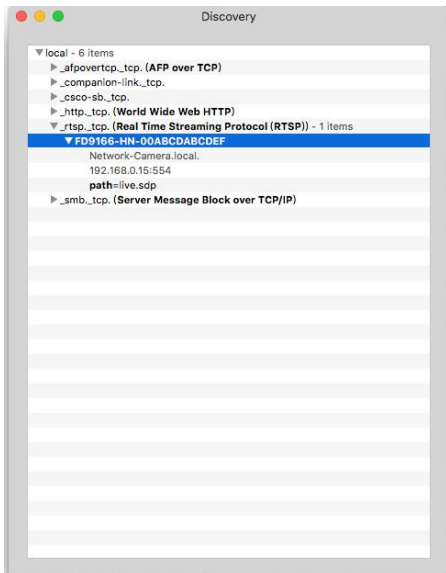 Discovery
local - 6 items
_afpovertcp._tcp. (AFP over TCP)
_companion-link._tcp.
_csco-sb._tcp.
_http._tcp. (World Wide Web HTTP)
_rtsp._tcp. (Real Time Streaming Protocol (RTSP)) - 1 items
FD9166-HN-00ABCDABCDEF
Network-Camera.local.
192.168.0.15:554
path=live.sdp
_smb._tcp. (Server Message Block over TCP/IP)